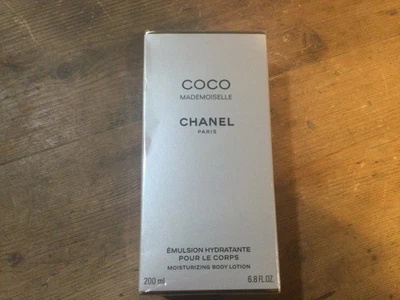 COCO
MADEMOISELLE
CHANEL
PARIS
ÉMULSION HYDRATANTE
POUR LE CORPS
MOISTURIZING BODY LOTION
200 ml 6.8 FL.OZ.